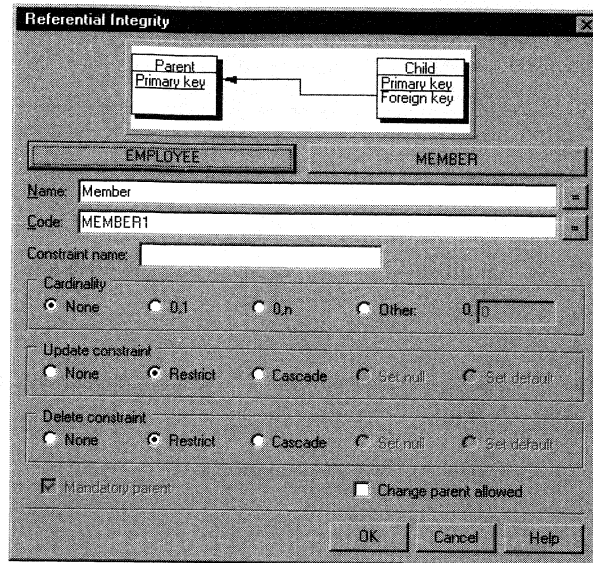 Referential Integrity
Parent
Primary key
Child
Primary key
Foreign key
EMPLOYEE
MEMBER
Name: Member =
Code: MEMBER1 =
Constraint name:
Cardinality
None 0,1 0,n Other: 0, 0
Update constraint
None Restrict Cascade Set null Set default
Delete constraint
None Restrict Cascade Set null Set default
Mandatory parent Change parent allowed
OK Cancel Help